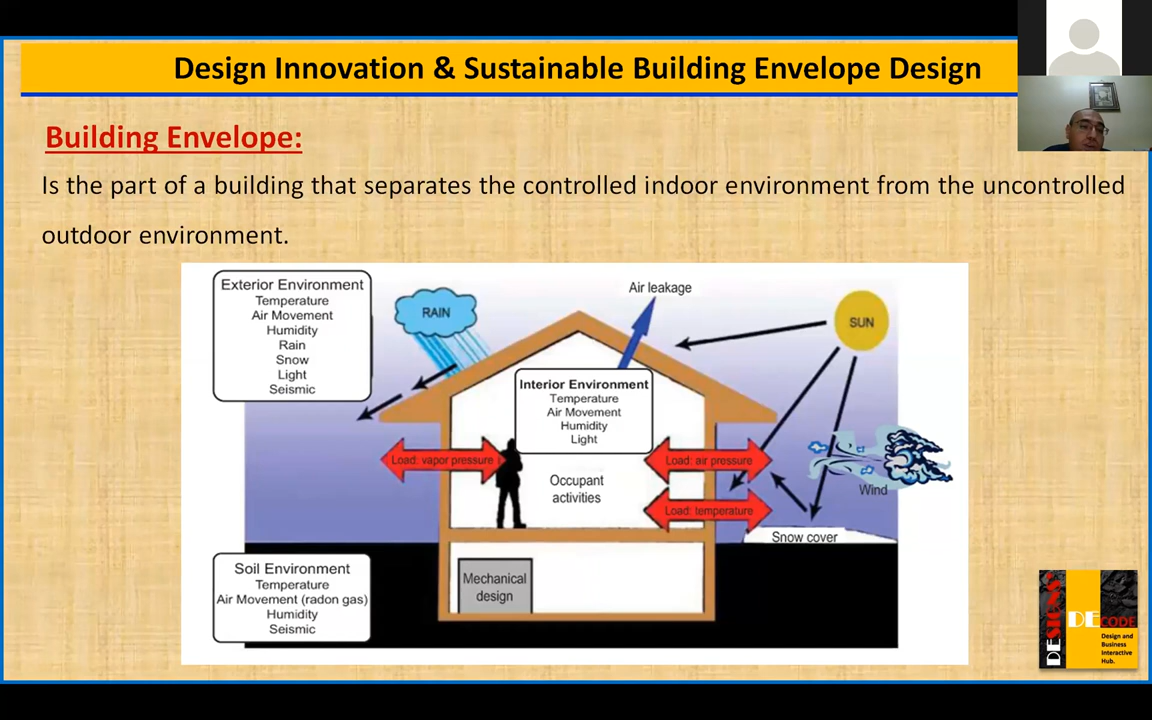 Design Innovation & Sustainable Building Envelope Design
Building Envelope:
Is the part of a building that separates the controlled indoor environment from the uncontrolled
outdoor environment.
Exterior Environment
Temperature
Air Movement
Humidity
Rain
Snow
Light
Seismic
RAIN
Air leakage
SUN
Interior Environment
Temperature
Air Movement
Humidity
Light
Load: vapor pressure
Load: air pressure
Occupant
activities
Load: temperature
Wind
Snow cover
Soil Environment
Temperature
Air Movement (radon gas)
Humidity
Seismic
Mechanical
design
DESIGNS
DECODE
Design and
Business
Interactive
Hub.